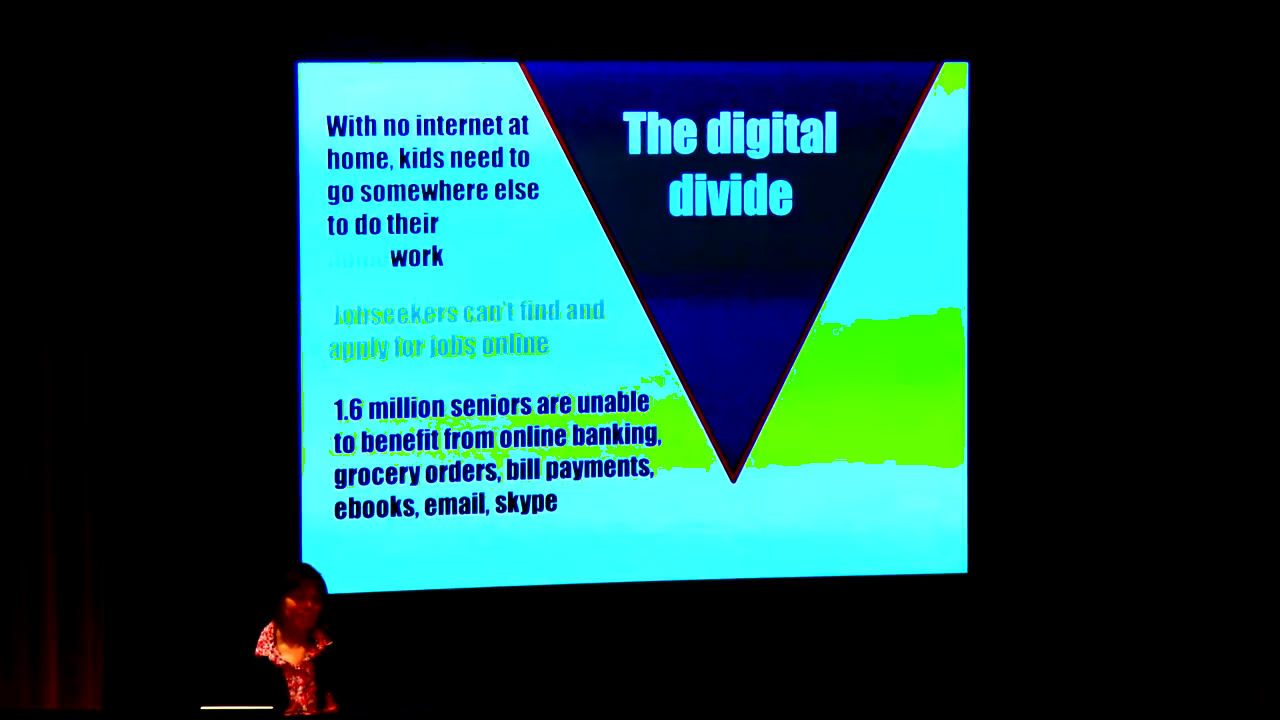 The digital
divide
With no internet at
home, kids need to
go somewhere else
to do their
work
Jobseekers can't find and
apply for jobs online
1.6 million seniors are unable
to benefit from online banking,
grocery orders, bill payments,
ebooks, email, skype